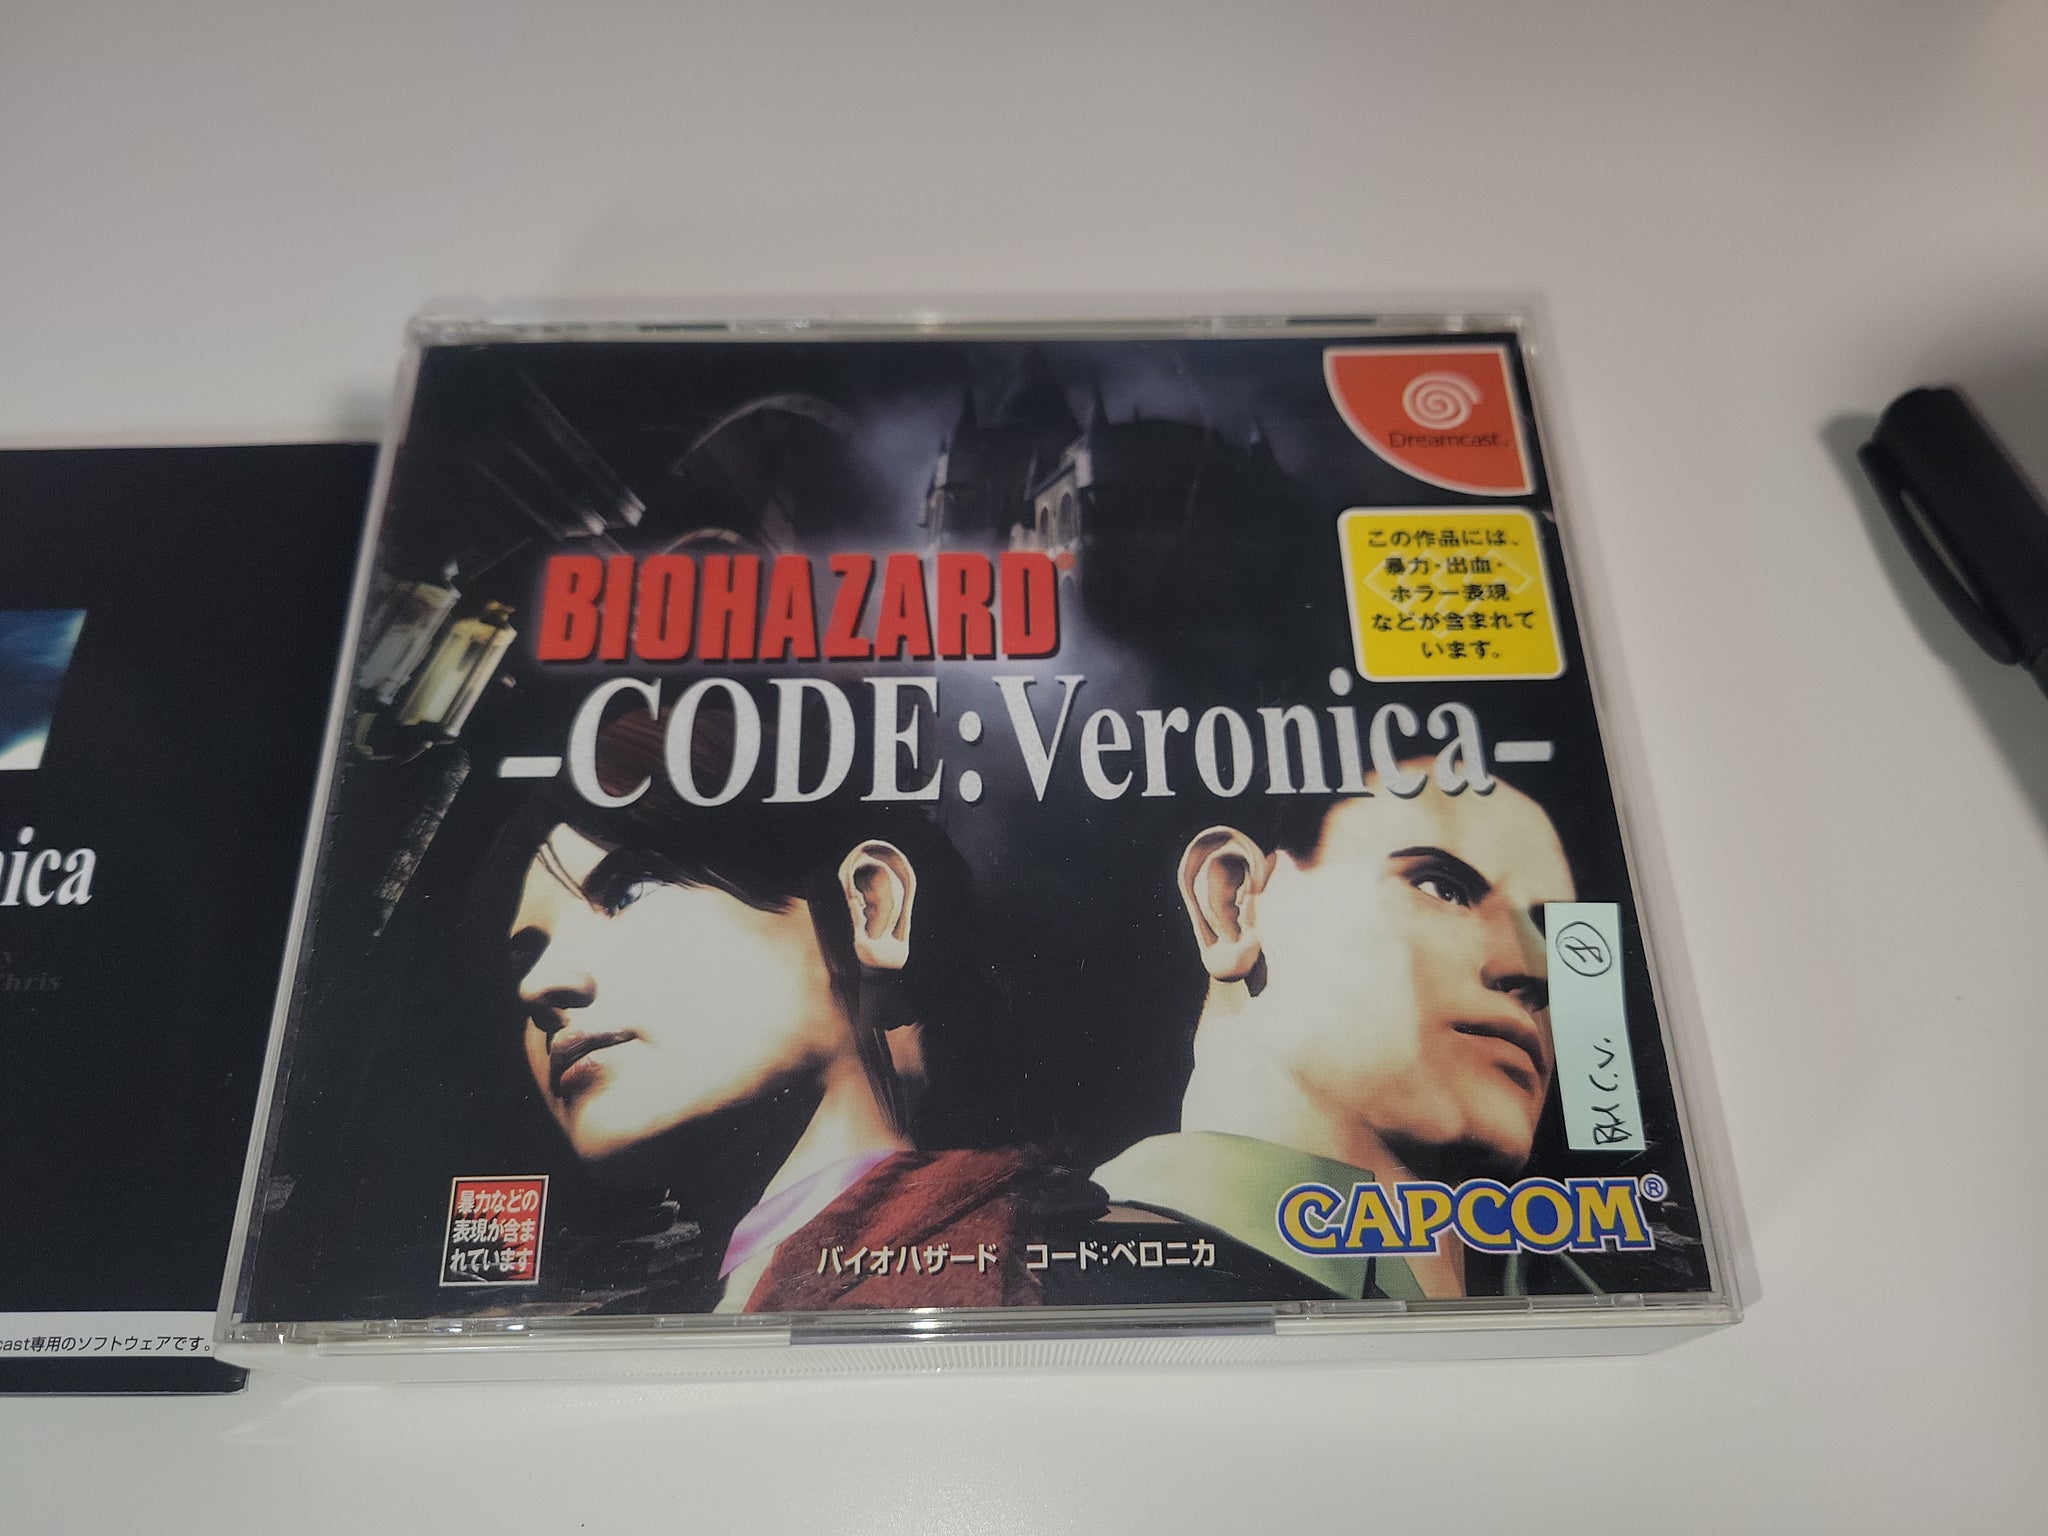 Dreamcast
この作品には、
暴力・出血・
ホラー表現
などが含まれて
います。
BIOHAZARD®
-CODE:Veronica-
BH C.V.
暴力などの
表現が含ま
れています
バイオハザード コード:ベロニカ
CAPCOM®
ica
hris
cast専用のソフトウェアです。